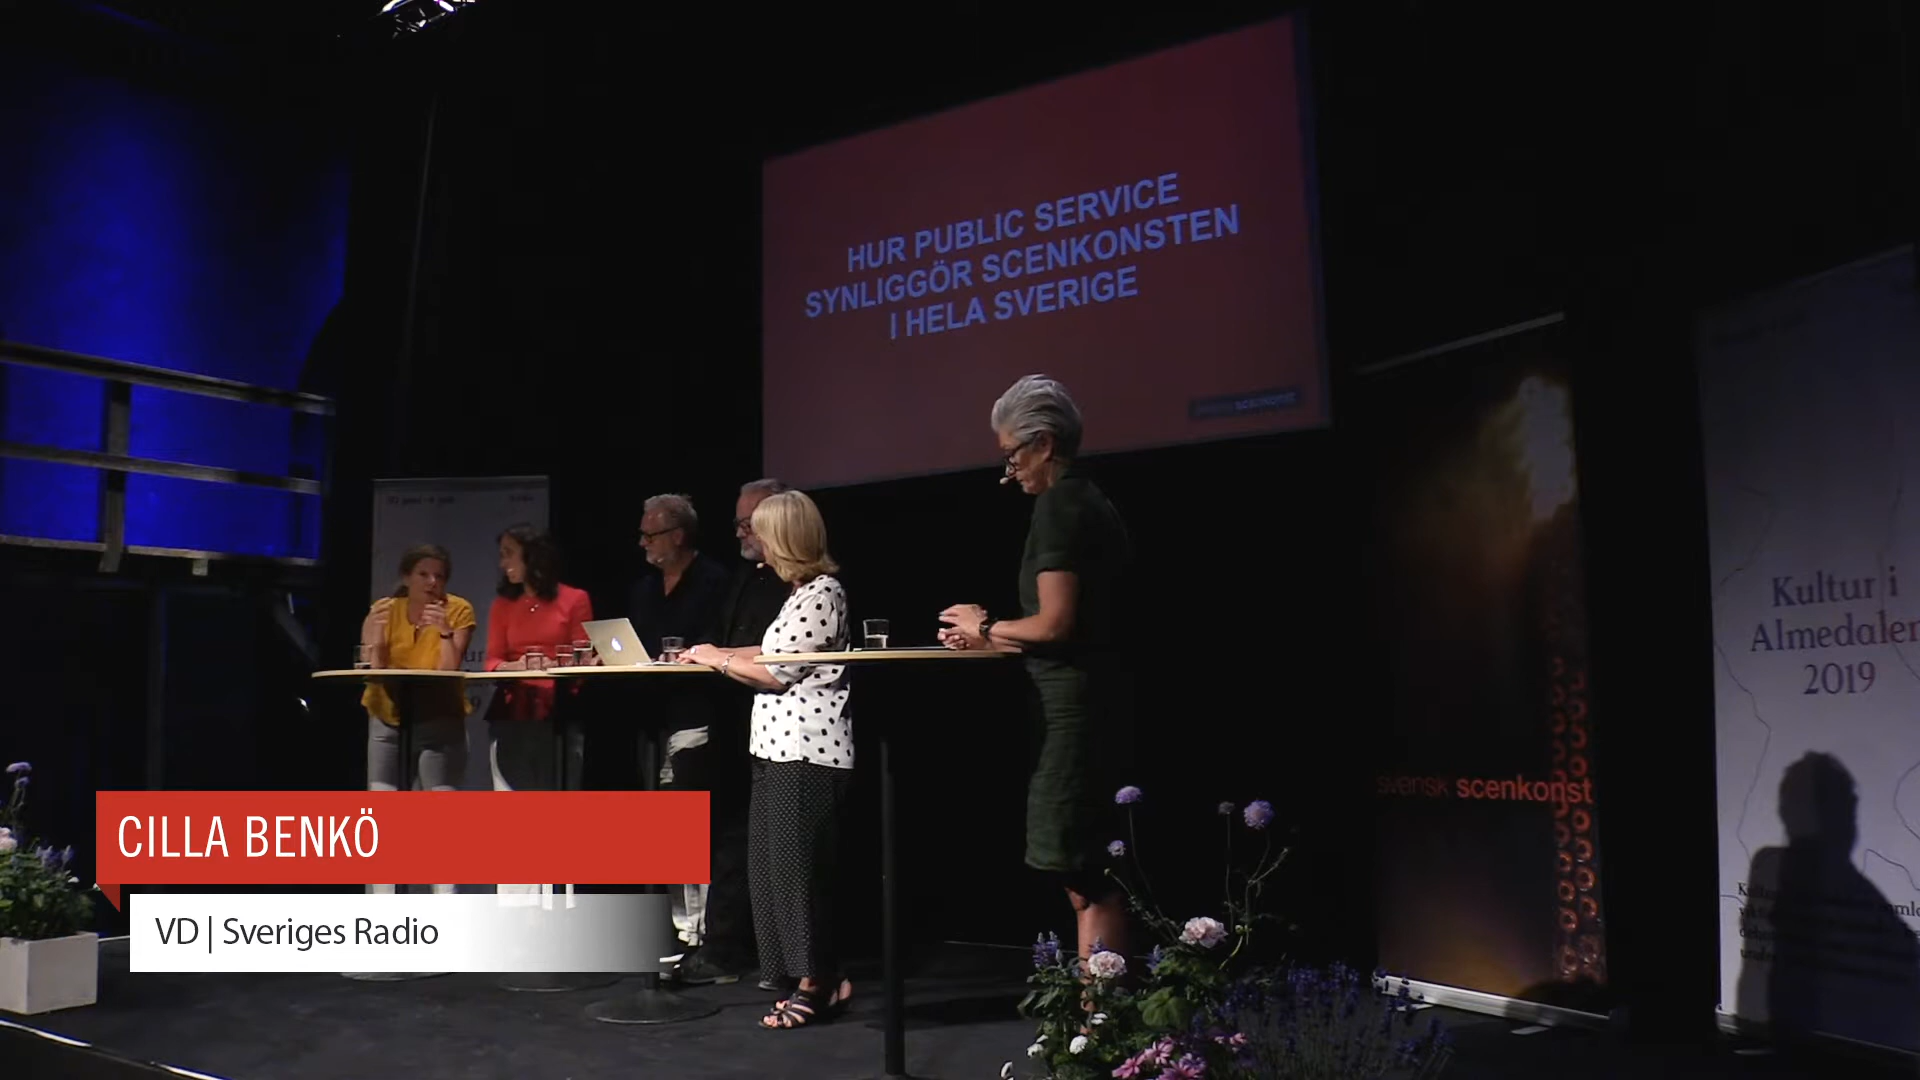 HUR PUBLIC SERVICE
SYNLIGGÖR SCENKONSTEN
I HELA SVERIGE
svensk scenkonst
Kultur i
Almedalen
2019
CILLA BENKÖ
VD | Sveriges Radio